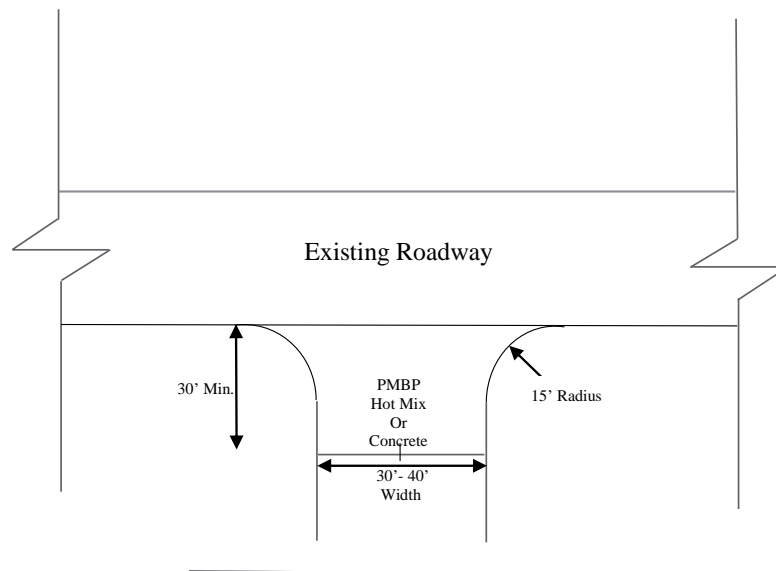 Existing Roadway
30’ Min.
PMBP
Hot Mix
Or
Concrete
15’ Radius
30’- 40’
Width